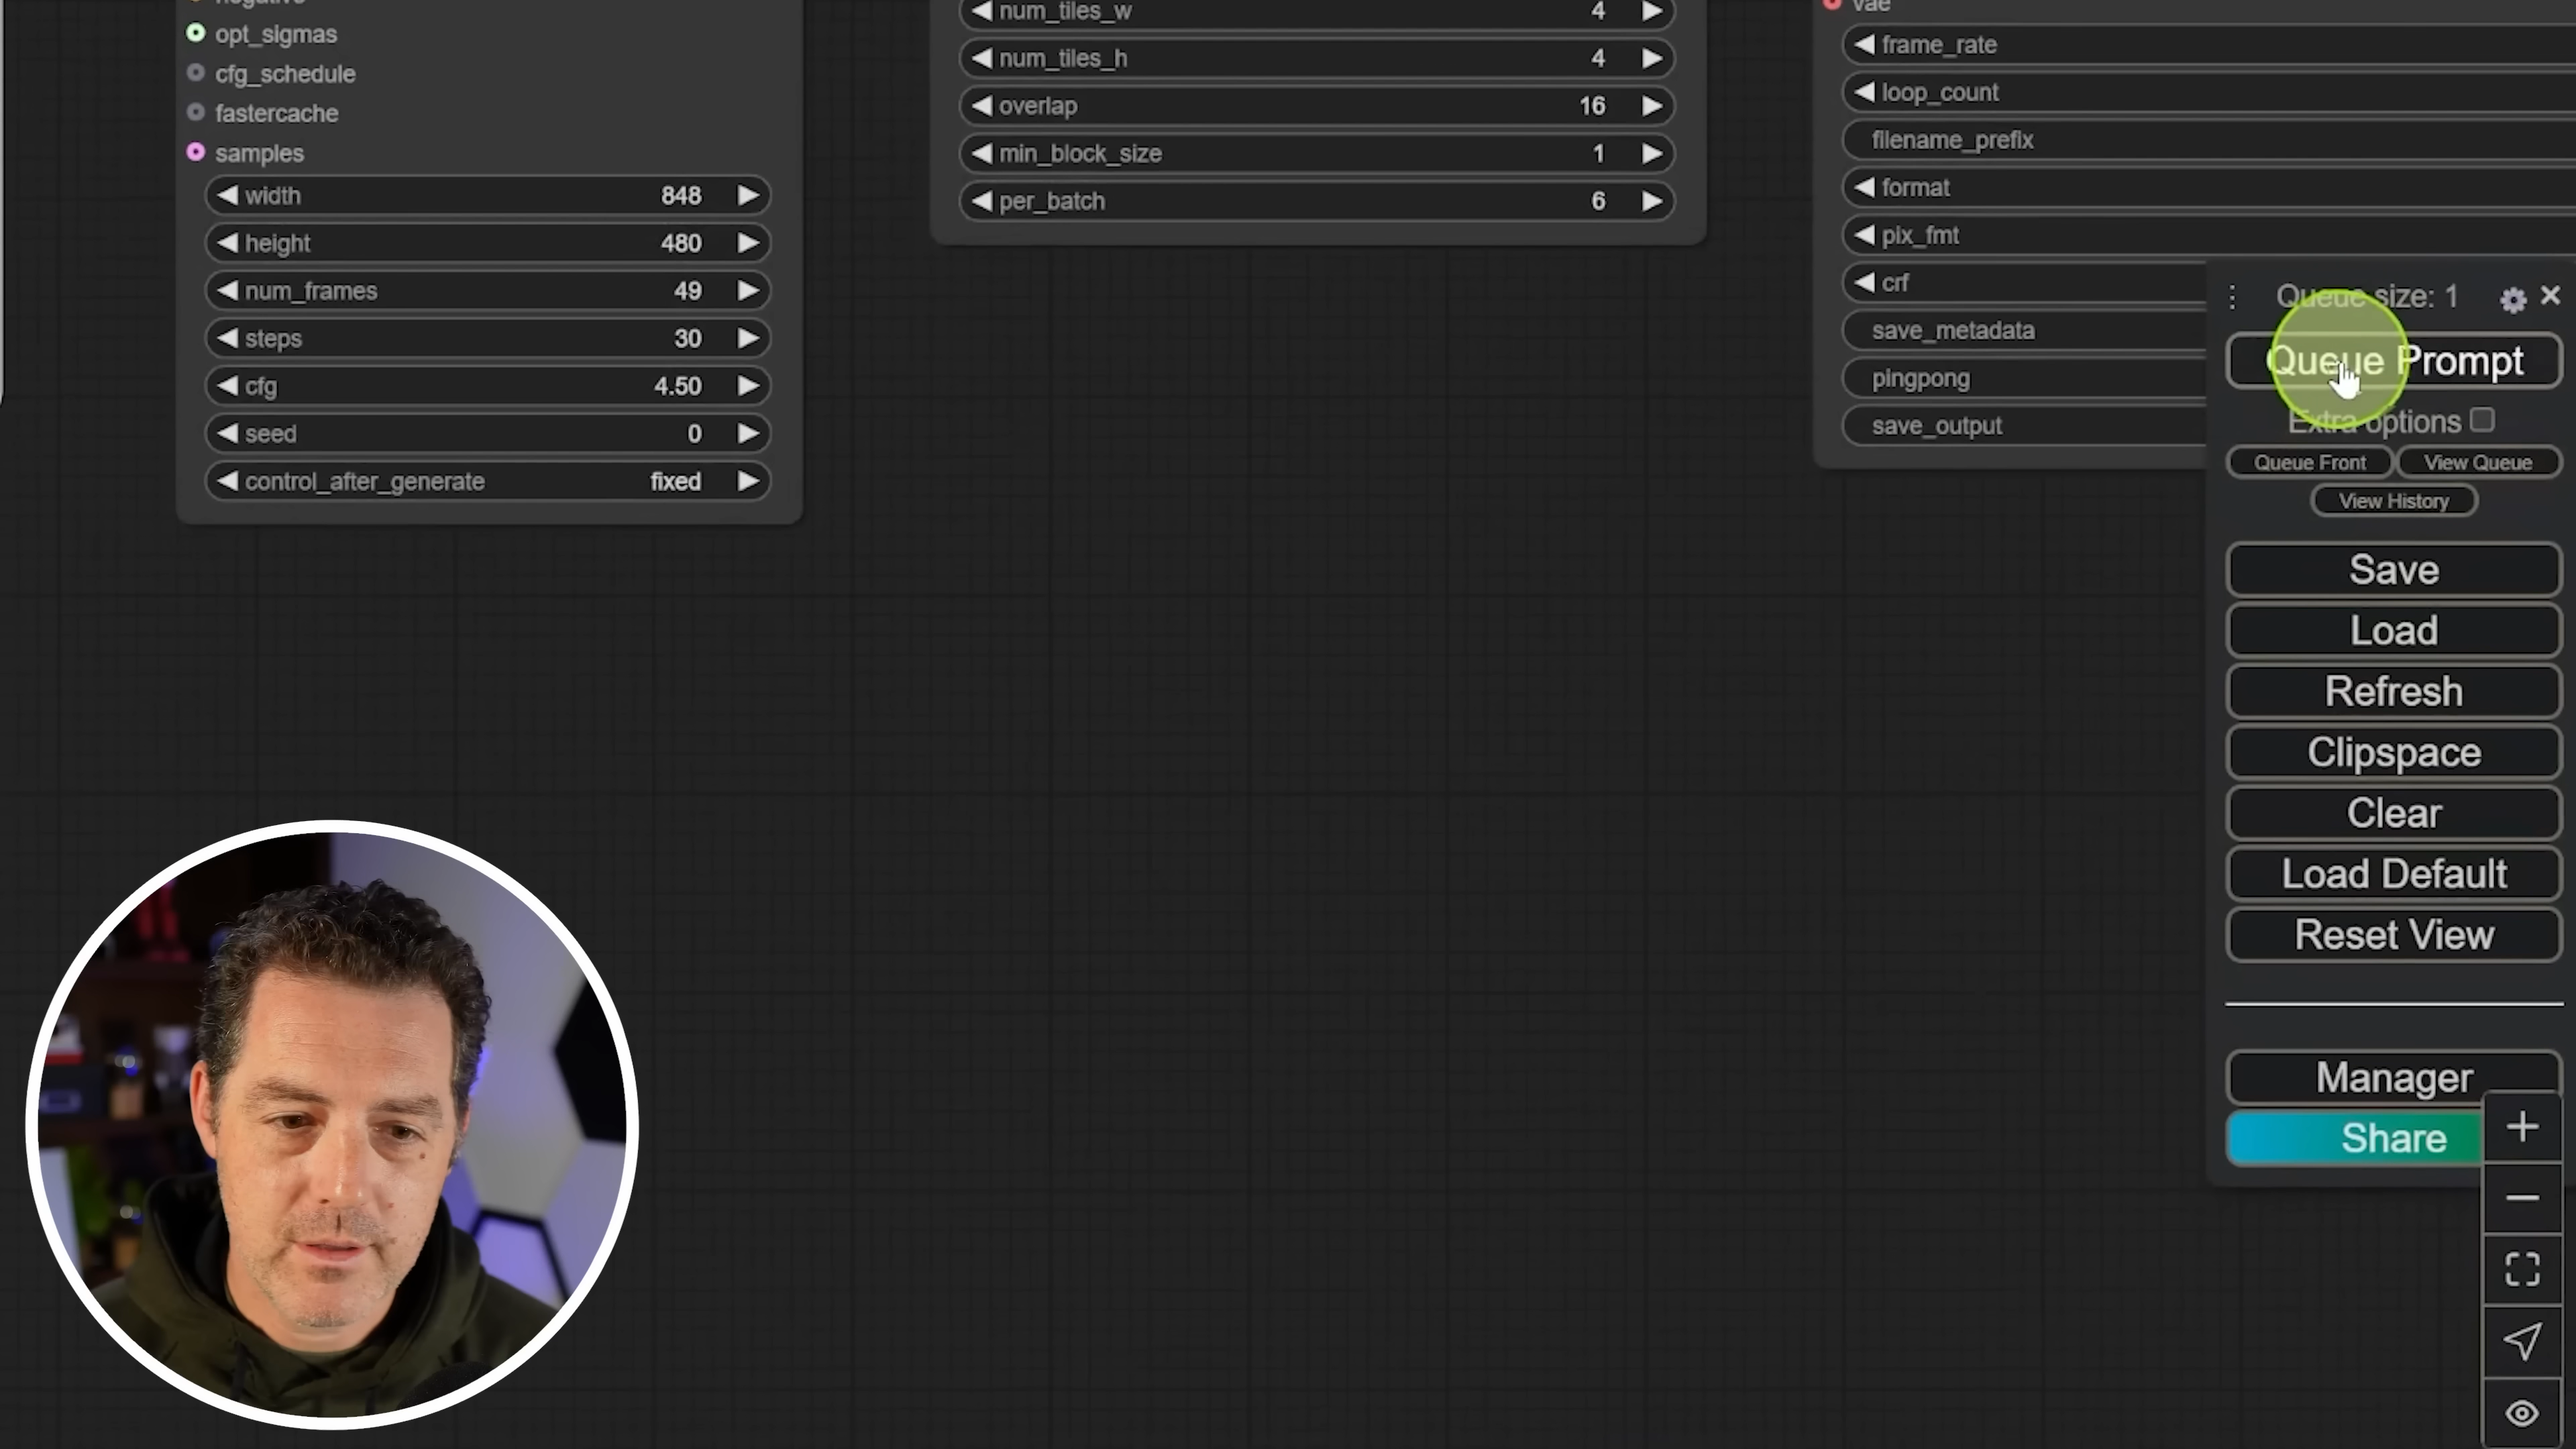 negative
opt_sigmas
cfg_schedule
fastercache
samples
width 848
height 480
num_frames 49
steps 30
cfg 4.50
seed 0
control_after_generate fixed
num_tiles_w 4
num_tiles_h 4
overlap 16
min_block_size 1
per_batch 6
vae
frame_rate
loop_count
filename_prefix
format
pix_fmt
crf
save_metadata
pingpong
save_output
Queue size: 1
Queue Prompt
Extra options
Queue Front View Queue
View History
Save
Load
Refresh
Clipspace
Clear
Load Default
Reset View
Manager
Share